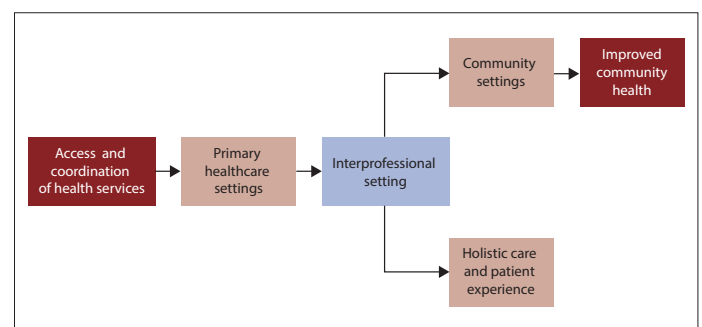 Access and
coordination
of health services
Primary
healthcare
settings
Interprofessional
setting
Community
settings
Improved
community
health
Holistic care
and patient
experience